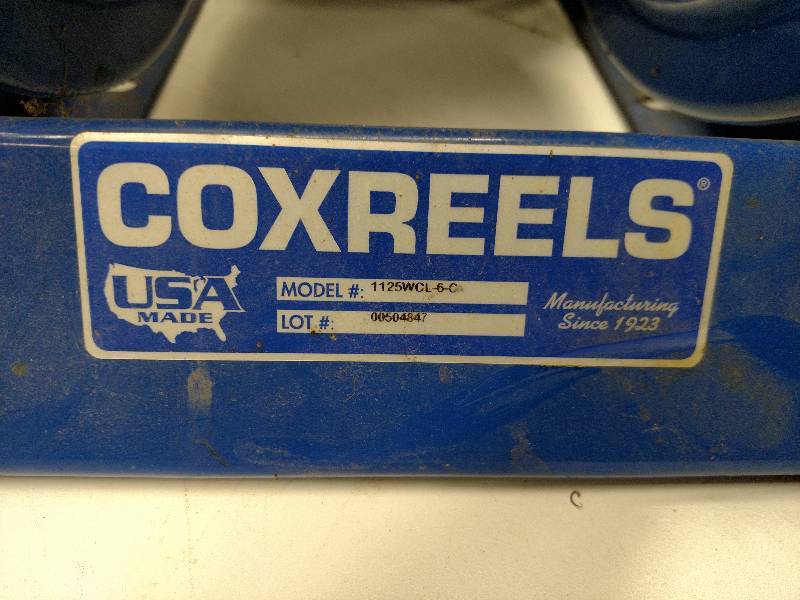 COXREELS®
USA
MADE
MODEL #: 1125WCL-6-C
LOT #: 00504847
Manufacturing
Since 1923